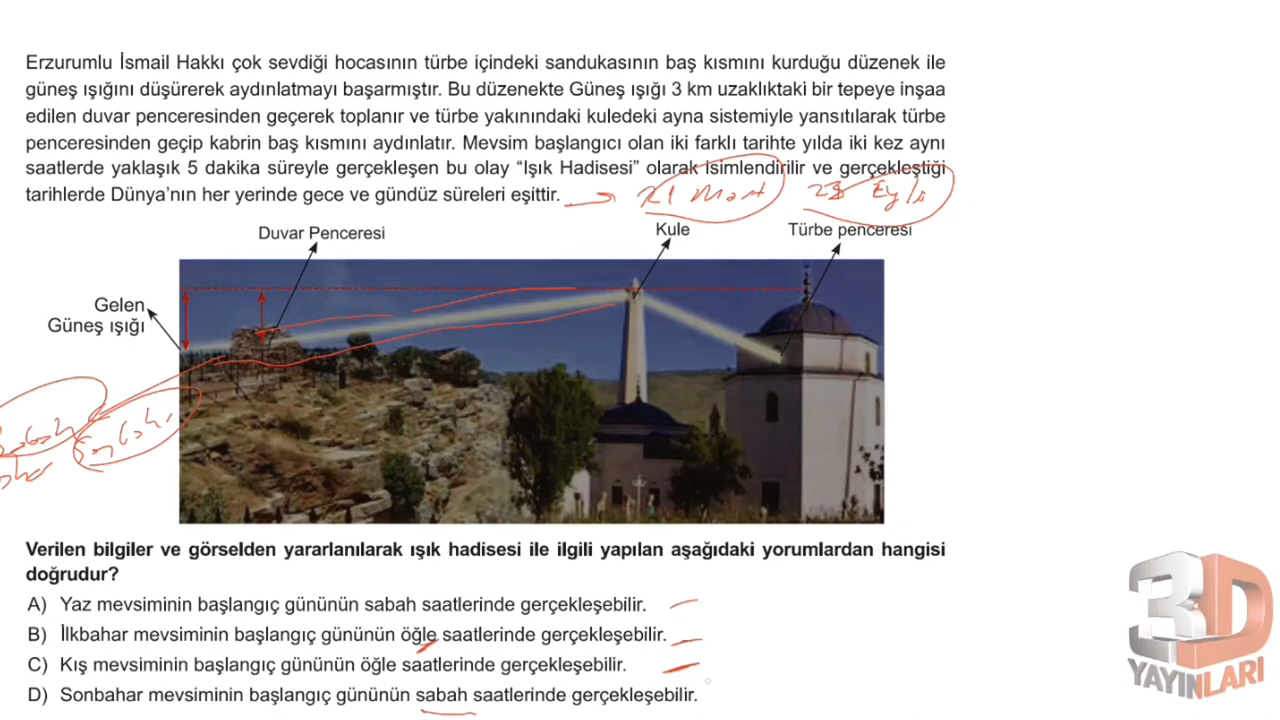 Erzurumlu İsmail Hakkı çok sevdiği hocasının türbe içindeki sandukasının baş kısmını kurduğu düzenek ile
güneş ışığını düşürerek aydınlatmayı başarmıştır. Bu düzenekte Güneş ışığı 3 km uzaklıktaki bir tepeye inşaa
edilen duvar penceresinden geçerek toplanır ve türbe yakınındaki kuledeki ayna sistemiyle yansıtılarak türbe
penceresinden geçip kabrin baş kısmını aydınlatır. Mevsim başlangıcı olan iki farklı tarihte yılda iki kez aynı
saatlerde yaklaşık 5 dakika süreyle gerçekleşen bu olay “Işık Hadisesi” olarak isimlendirilir ve gerçekleştiği
tarihlerde Dünya’nın her yerinde gece ve gündüz süreleri eşittir.
21 Mart 23 Eylül
Duvar Penceresi
Kule
Türbe penceresi
Gelen
Güneş ışığı
Sabah
Verilen bilgiler ve görselden yararlanılarak ışık hadisesi ile ilgili yapılan aşağıdaki yorumlardan hangisi
doğrudur?
A) Yaz mevsiminin başlangıç gününün sabah saatlerinde gerçekleşebilir.
B) İlkbahar mevsiminin başlangıç gününün öğle saatlerinde gerçekleşebilir.
C) Kış mevsiminin başlangıç gününün öğle saatlerinde gerçekleşebilir.
D) Sonbahar mevsiminin başlangıç gününün sabah saatlerinde gerçekleşebilir.
3D
YAYINLARI